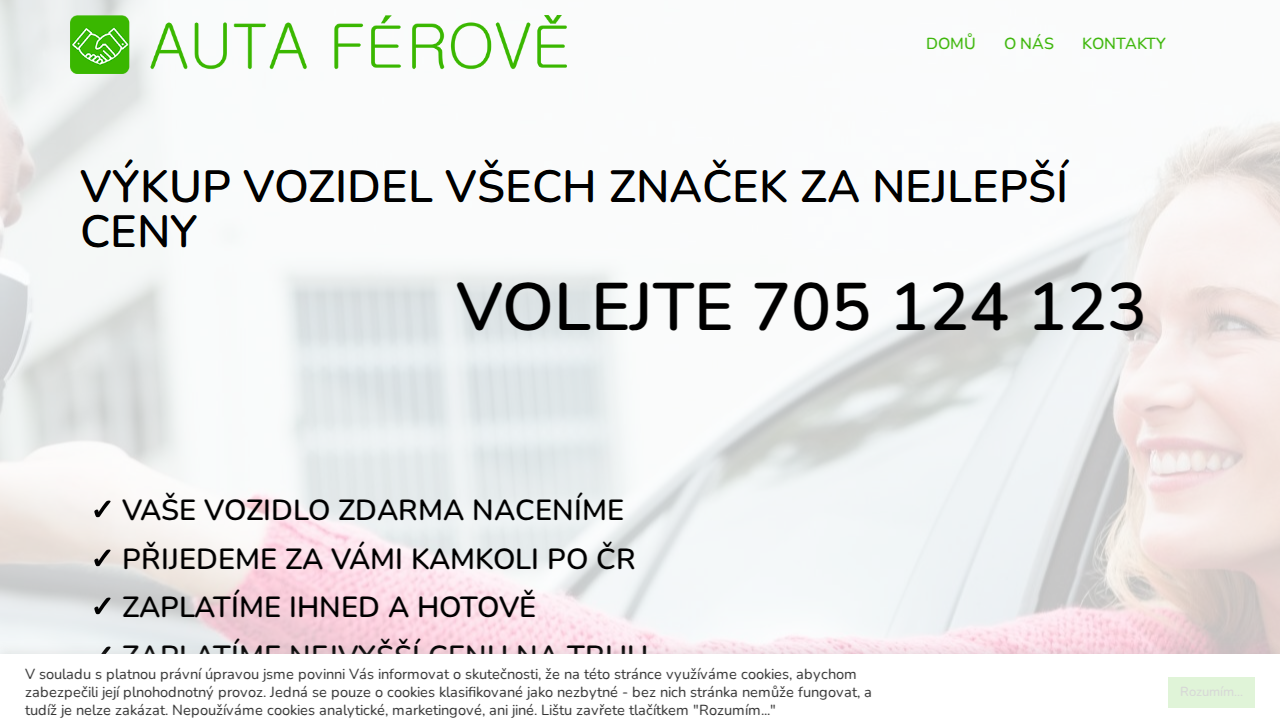 AUTA FÉROVĚ
DOMŮ
O NÁS
KONTAKTY
VÝKUP VOZIDEL VŠECH ZNAČEK ZA NEJLEPŠÍ
CENY
VOLEJTE 705 124 123
✓ VAŠE VOZIDLO ZDARMA NACENÍME
✓ PŘIJEDEME ZA VÁMI KAMKOLI PO ČR
✓ ZAPLATÍME IHNED A HOTOVĚ
✓ ZAPLATÍME NEJVYŠŠÍ CENU NA TRHU
V souladu s platnou právní úpravou jsme povinni Vás informovat o skutečnosti, že na této stránce využíváme cookies, abychom
zabezpečili její plnohodnotný provoz. Jedná se pouze o cookies klasifikované jako nezbytné - bez nich stránka nemůže fungovat, a
tudíž je nelze zakázat. Nepoužíváme cookies analytické, marketingové, ani jiné. Lištu zavřete tlačítkem "Rozumím..."
Rozumím...